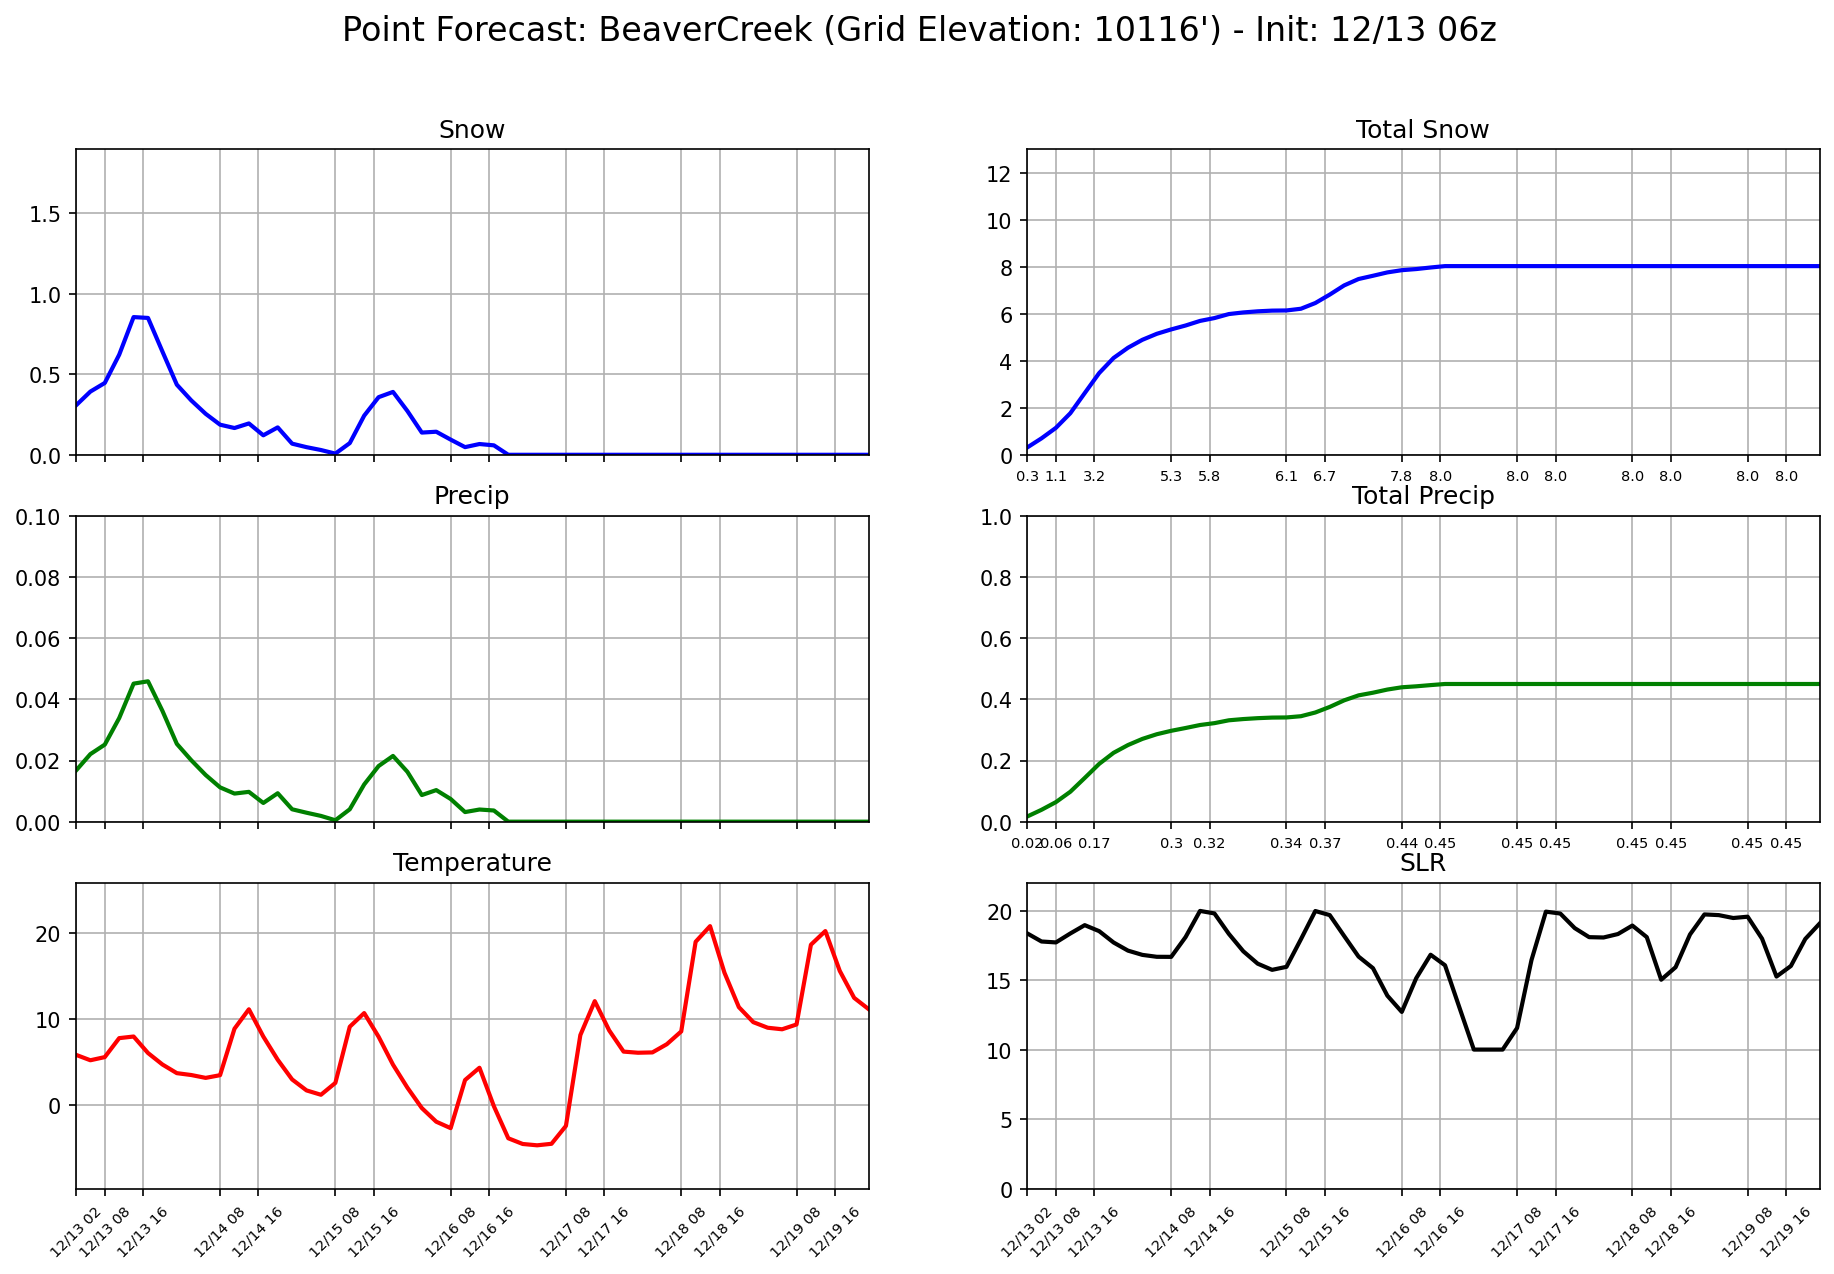 Point Forecast: BeaverCreek (Grid Elevation: 10116') - Init: 12/13 06z
Snow
1.5
1.0
0.5
0.0
Total Snow
12
10
8
6
4
2
0
0.3 1.1 3.2 5.3 5.8 6.1 6.7 7.8 8.0 8.0 8.0 8.0 8.0 8.0 8.0
Precip
0.10
0.08
0.06
0.04
0.02
0.00
Total Precip
1.0
0.8
0.6
0.4
0.2
0.0
0.02 0.06 0.17 0.3 0.32 0.34 0.37 0.44 0.45 0.45 0.45 0.45 0.45 0.45 0.45
Temperature
20
10
0
12/13 02 12/13 08 12/13 16 12/14 08 12/14 16 12/15 08 12/15 16 12/16 08 12/16 16 12/17 08 12/17 16 12/18 08 12/18 16 12/19 08 12/19 16
SLR
20
15
10
5
0
12/13 02 12/13 08 12/13 16 12/14 08 12/14 16 12/15 08 12/15 16 12/16 08 12/16 16 12/17 08 12/17 16 12/18 08 12/18 16 12/19 08 12/19 16